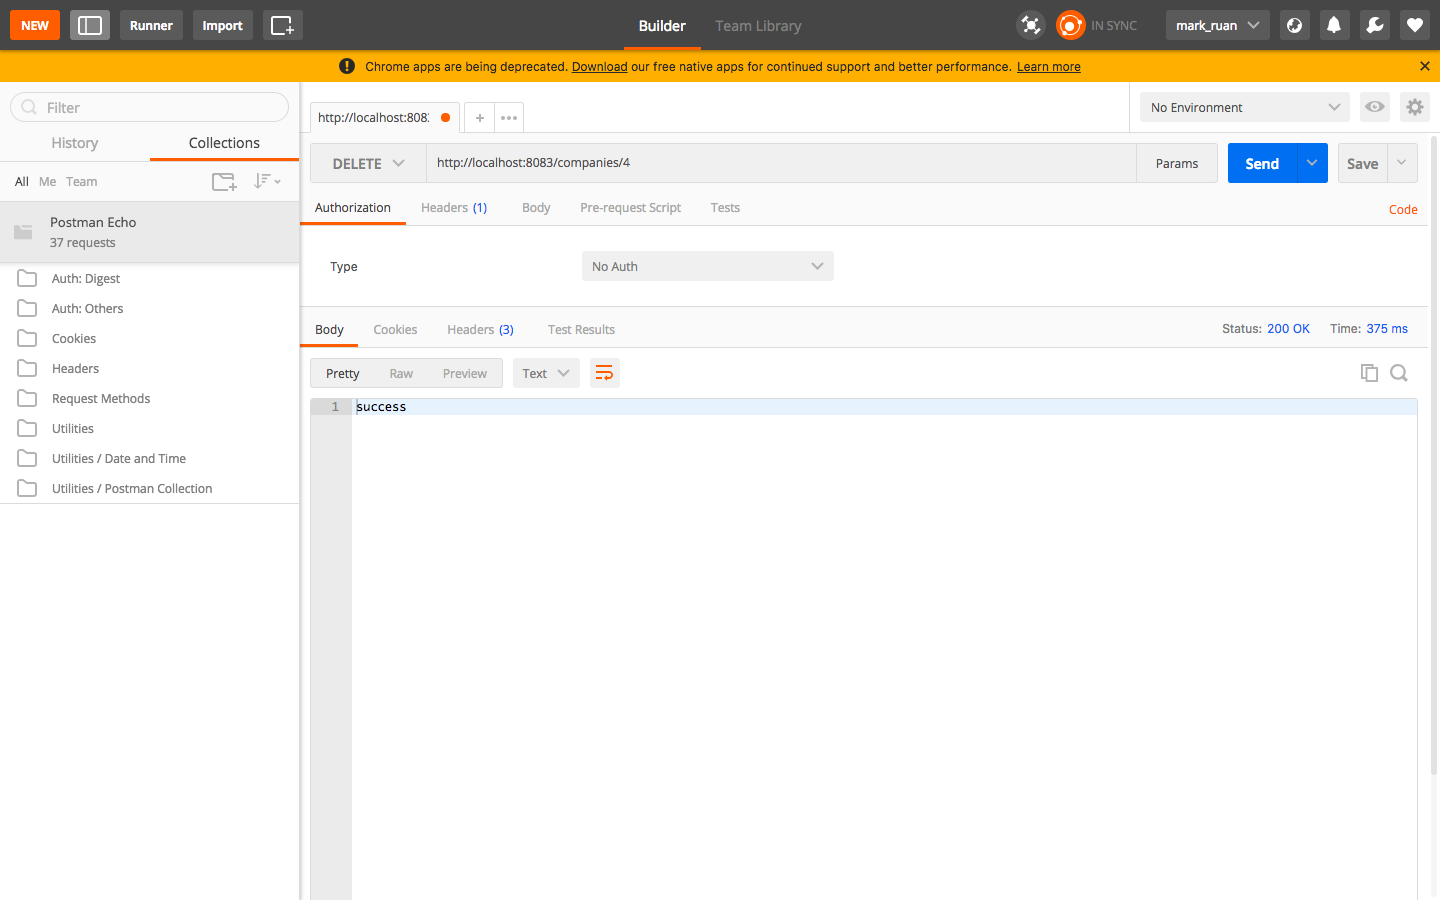 NEW Runner Import Builder Team Library IN SYNC mark_ruan
Chrome apps are being deprecated. Download our free native apps for continued support and better performance. Learn more
Filter
History Collections
All Me Team
Postman Echo
37 requests
Auth: Digest
Auth: Others
Cookies
Headers
Request Methods
Utilities
Utilities / Date and Time
Utilities / Postman Collection
http://localhost:808 No Environment
DELETE http://localhost:8083/companies/4 Params Send Save
Authorization Headers (1) Body Pre-request Script Tests Code
Type No Auth
Body Cookies Headers (3) Test Results Status: 200 OK Time: 375 ms
Pretty Raw Preview Text
1 success